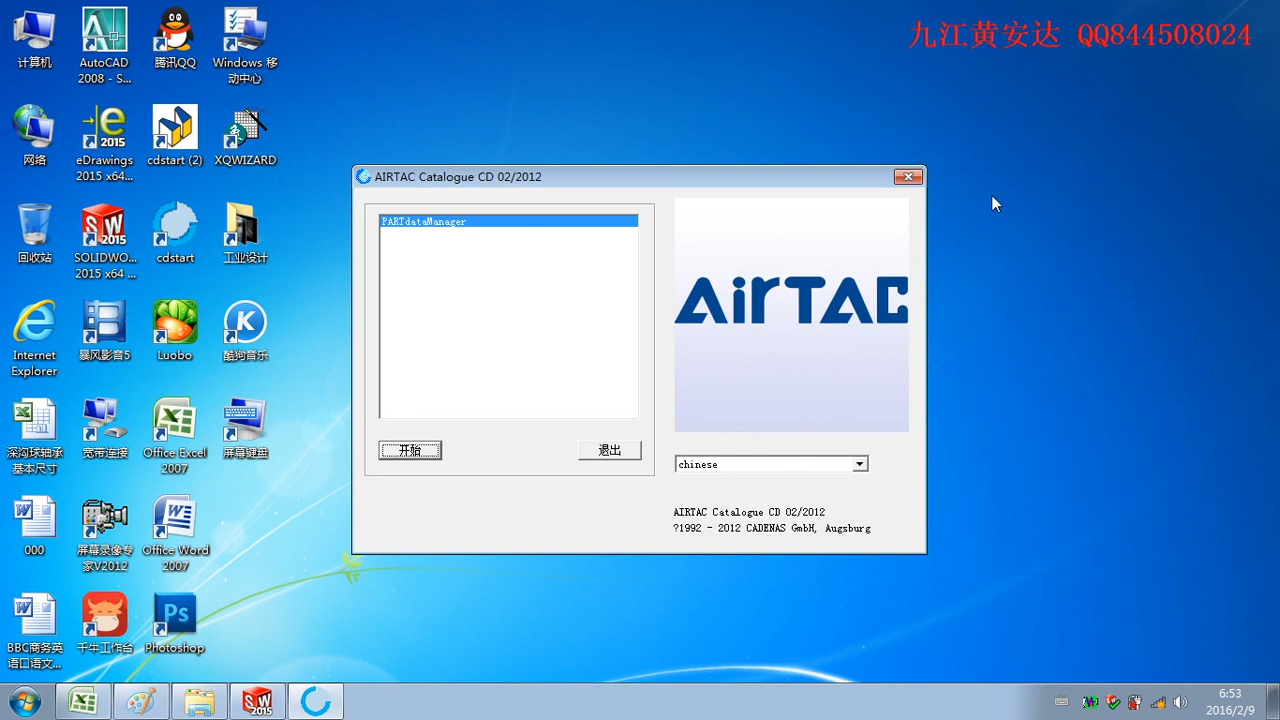 九江黄安达 QQ844508024
计算机
AutoCAD
2008 - S...
腾讯QQ
Windows 移
动中心
网络
eDrawings
2015 x64...
cdstart (2)
XQWIZARD
回收站
SOLIDWO...
2015 x64 ...
cdstart
工业设计
Internet
Explorer
暴风影音5
Luobo
酷狗音乐
深沟球轴承
基本尺寸
宽带连接
Office Excel
2007
屏幕键盘
000
屏幕录像专
家V2012
Office Word
2007
BBC商务英
语口语文...
千牛工作台
Photoshop
AIRTAC Catalogue CD 02/2012
PARTdataManager
开始
退出
AirTAC
chinese
AIRTAC Catalogue CD 02/2012
?1992 - 2012 CADENAS GmbH, Augsburg
6:53
2016/2/9